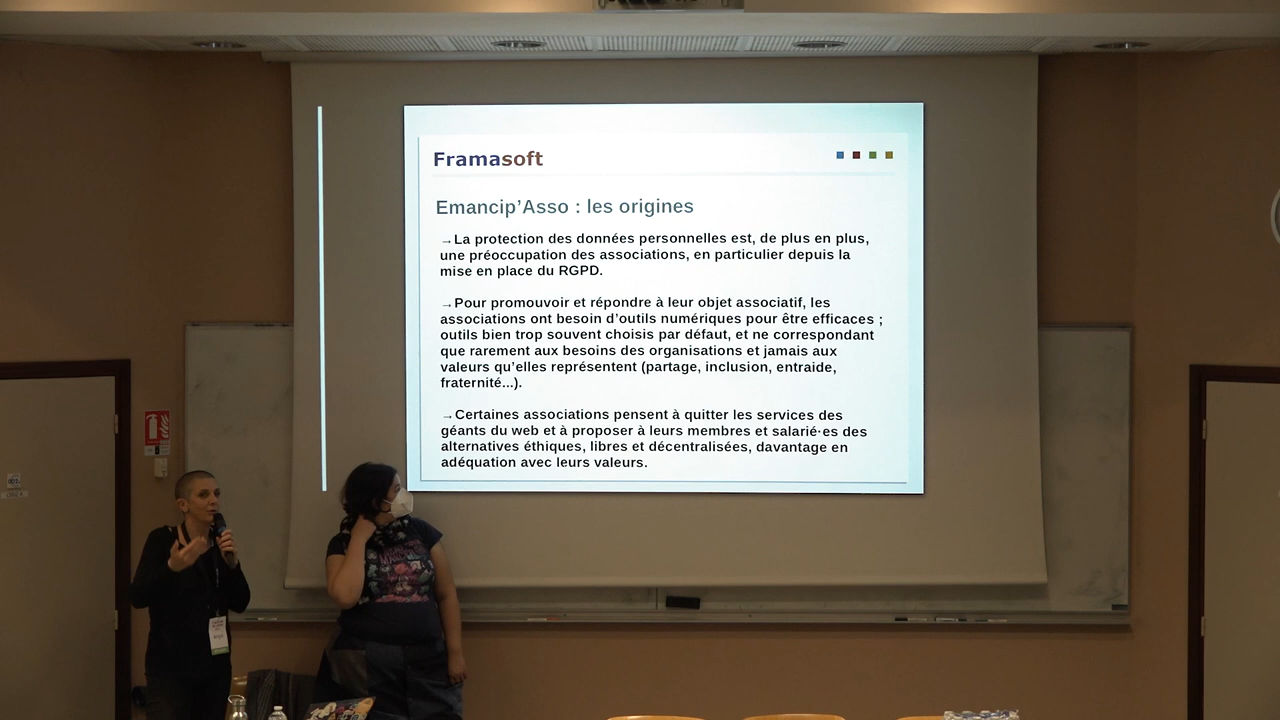 Framasoft
Emancip’Asso : les origines
→La protection des données personnelles est, de plus en plus,
une préoccupation des associations, en particulier depuis la
mise en place du RGPD.
→Pour promouvoir et répondre à leur objet associatif, les
associations ont besoin d’outils numériques pour être efficaces ;
outils bien trop souvent choisis par défaut, et ne correspondant
que rarement aux besoins des organisations et jamais aux
valeurs qu’elles représentent (partage, inclusion, entraide,
fraternité...).
→Certaines associations pensent à quitter les services des
géants du web et à proposer à leurs membres et salarié·es des
alternatives éthiques, libres et décentralisées, davantage en
adéquation avec leurs valeurs.